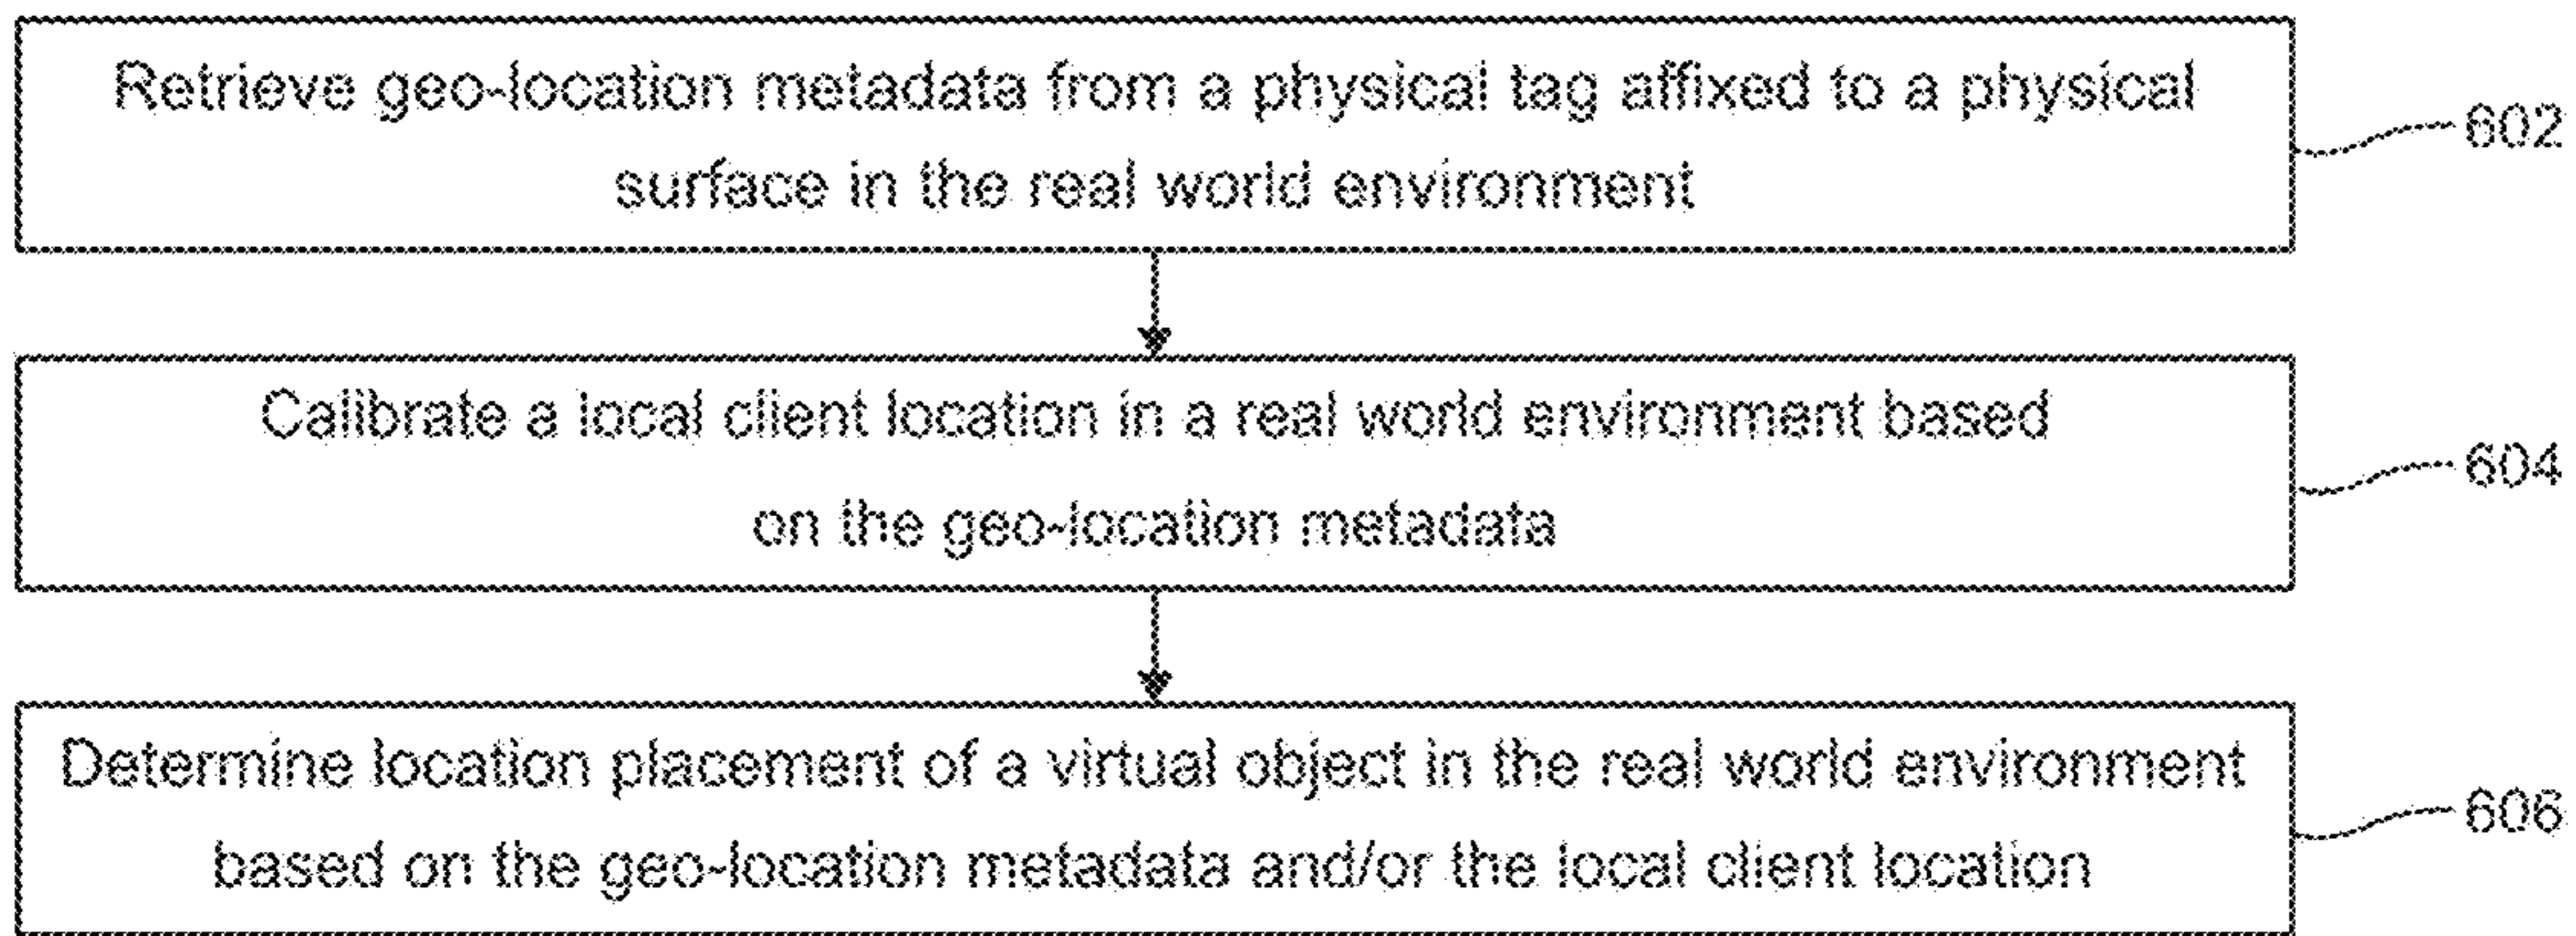 Retrieve geo-location metadata from a physical tag affixed to a physical
surface in the real world environment
602
Calibrate a local client location in a real world environment based
on the geo-location metadata
604
Determine location placement of a virtual object in the real world environment
based on the geo-location metadata and/or the local client location
606